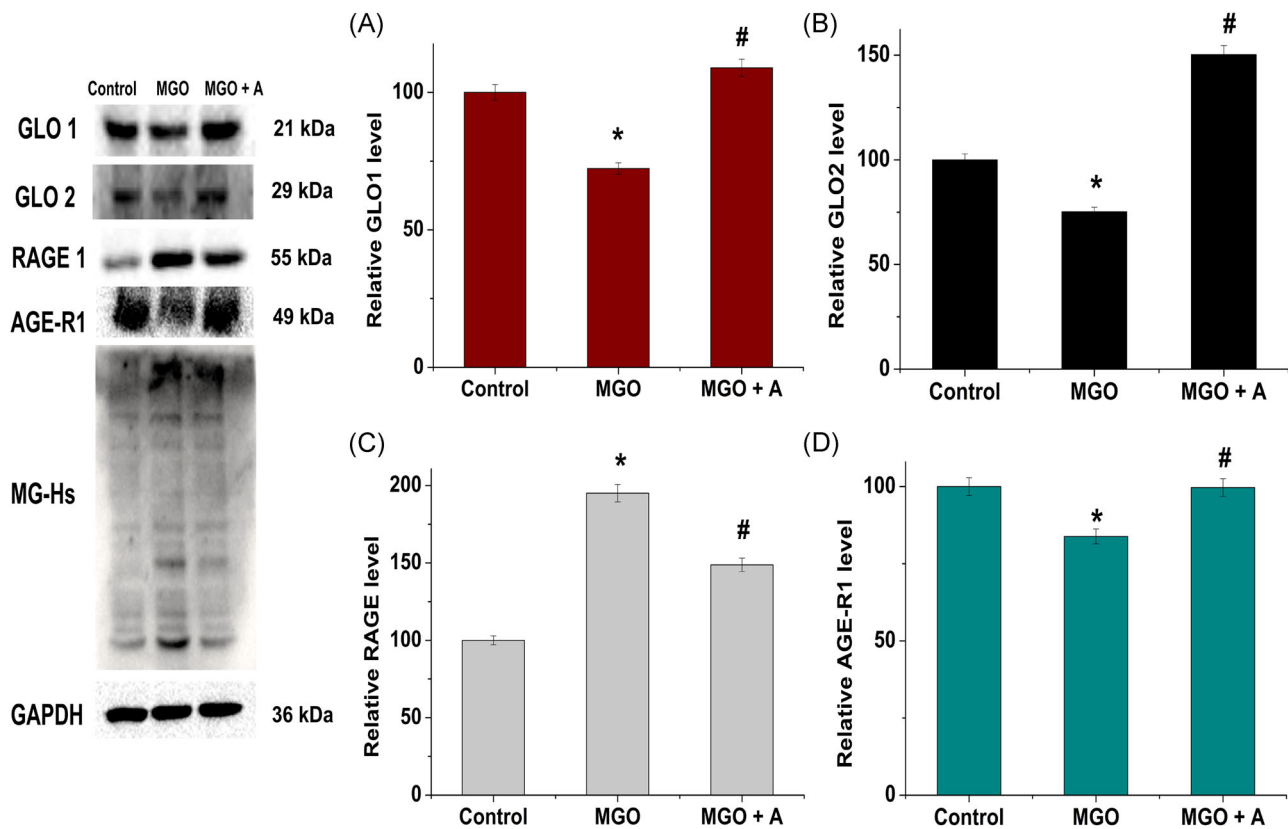 Control MGO MGO + A
GLO 1 21 kDa
GLO 2 29 kDa
RAGE 1 55 kDa
AGE-R1 49 kDa
MG-Hs
GAPDH 36 kDa
(A)
Relative GLO1 level
100
50
0
*
#
Control MGO MGO + A
(B)
Relative GLO2 level
150
100
50
0
*
#
Control MGO MGO + A
(C)
Relative RAGE level
200
150
100
50
0
*
#
Control MGO MGO + A
(D)
Relative AGE-R1 level
100
50
0
*
#
Control MGO MGO + A